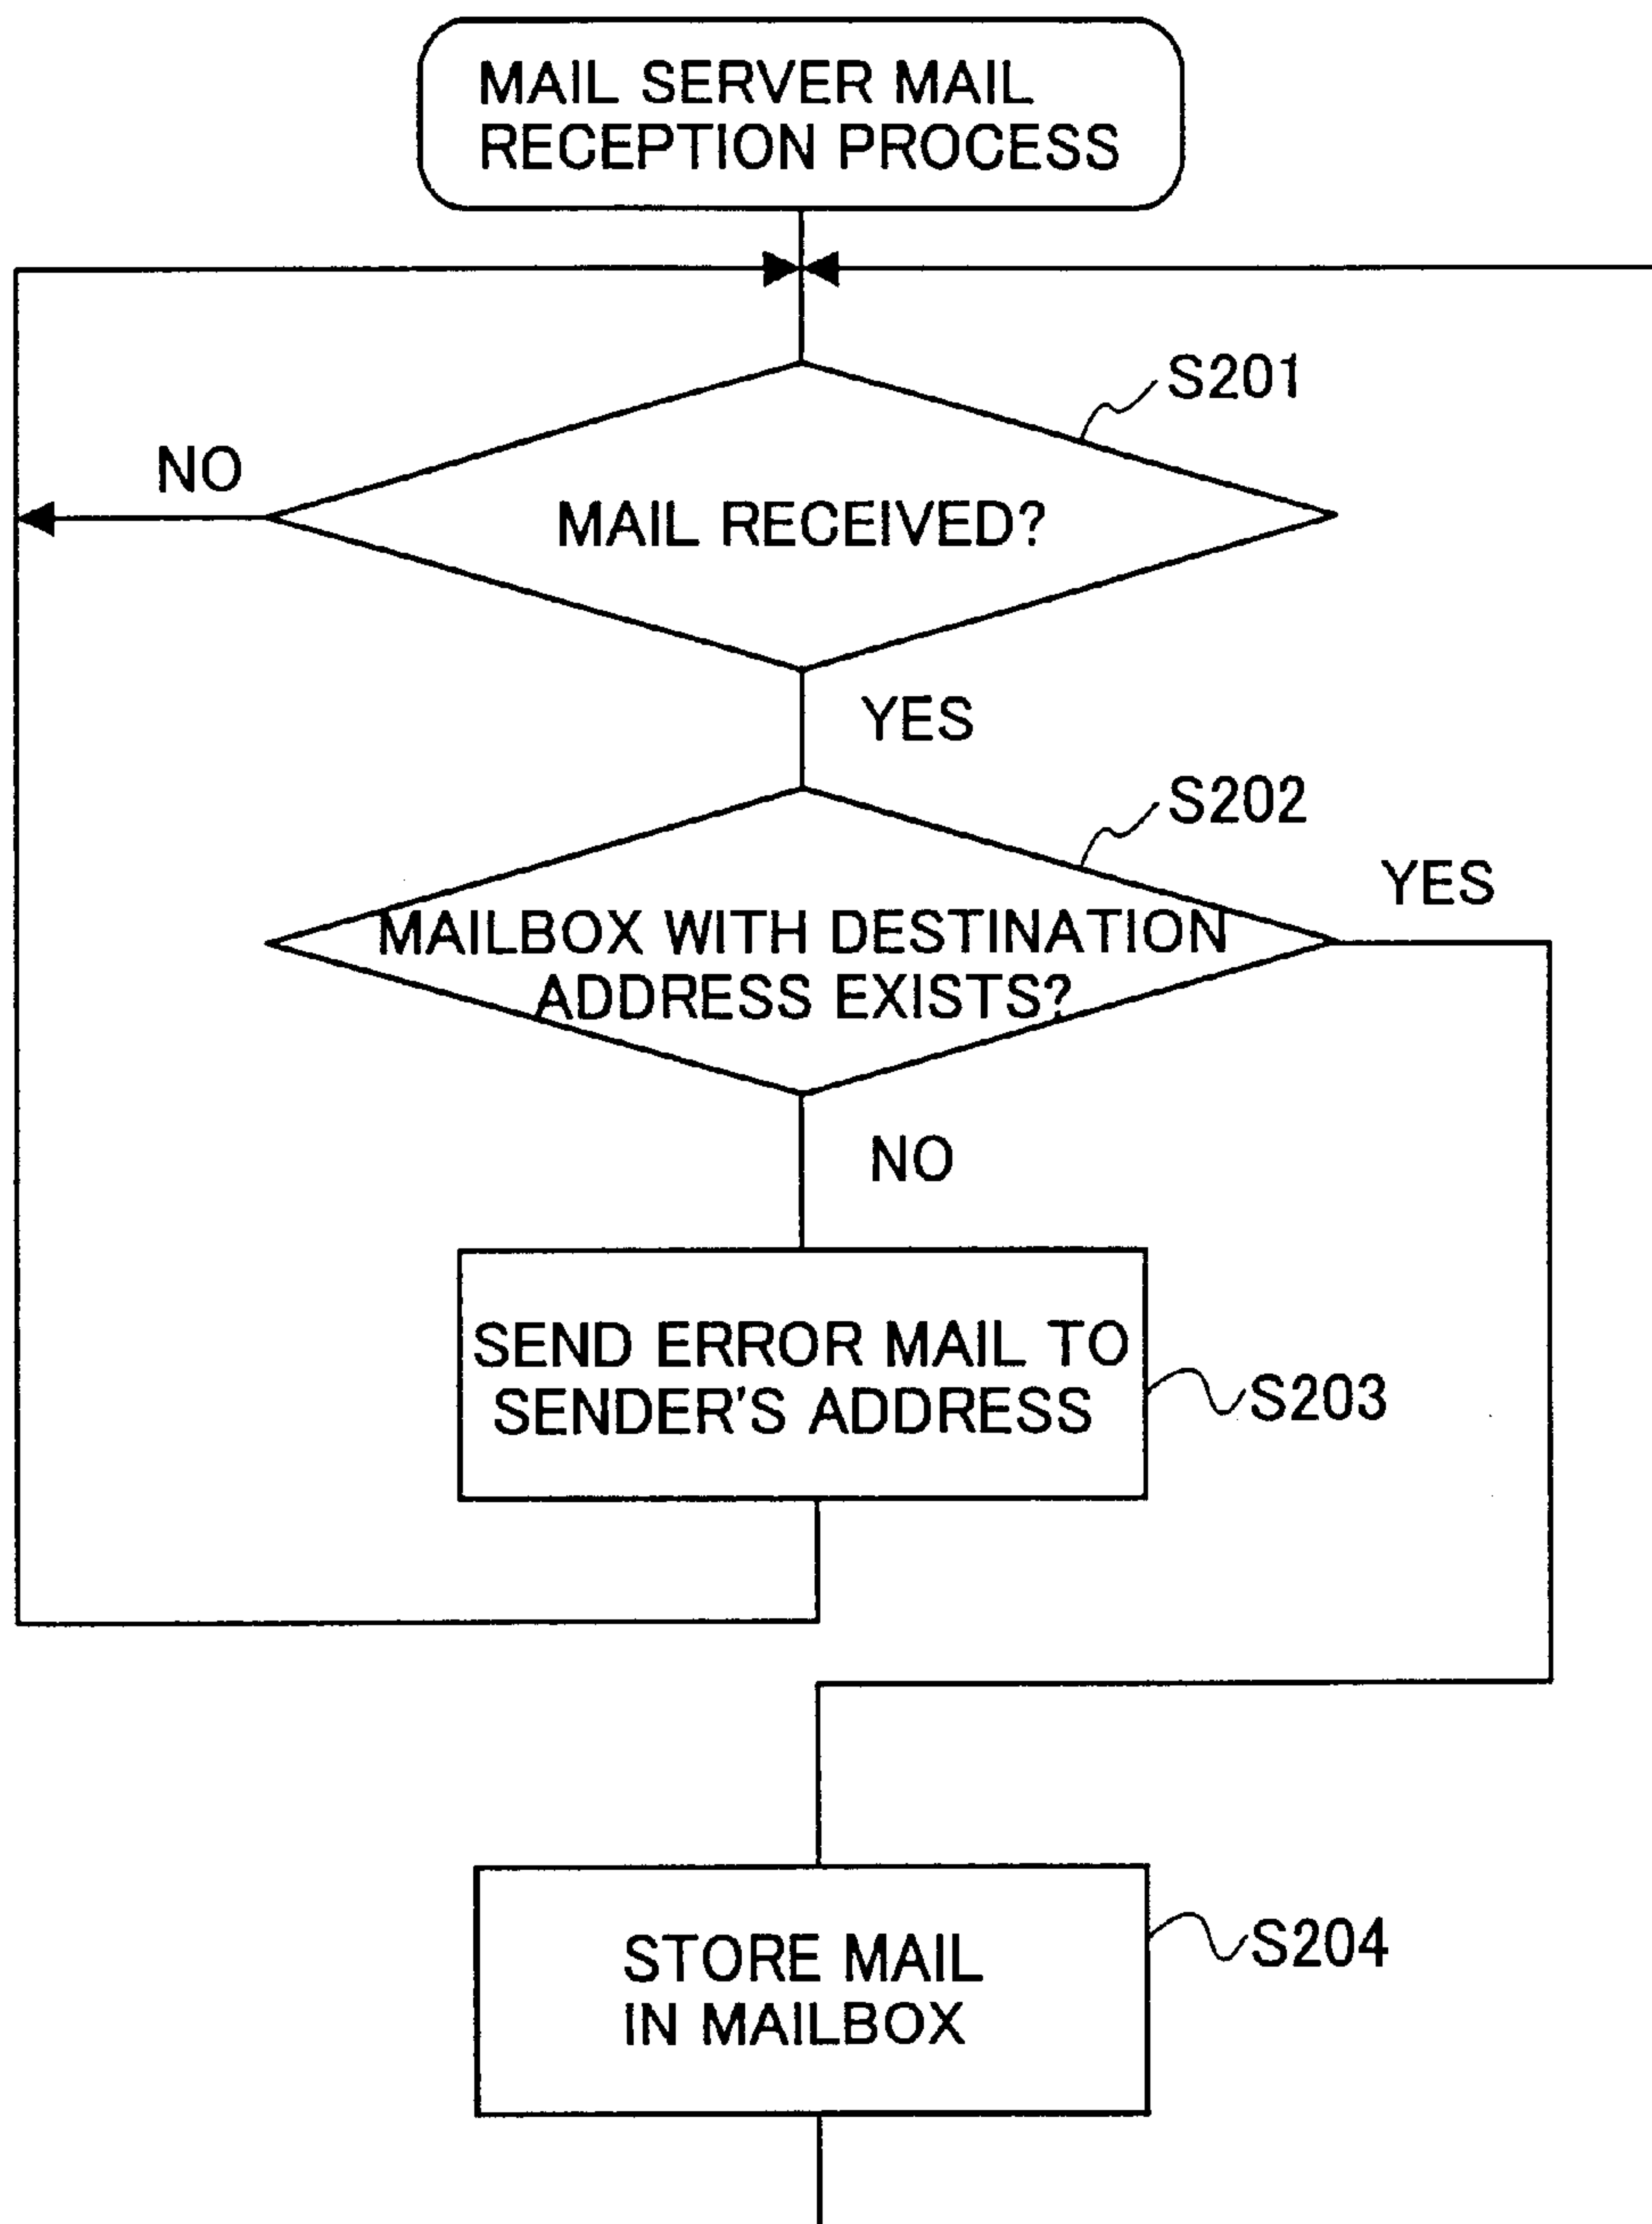 MAIL SERVER MAIL
RECEPTION PROCESS
S201
NO
MAIL RECEIVED?
YES
S202
YES
MAILBOX WITH DESTINATION
ADDRESS EXISTS?
NO
SEND ERROR MAIL TO
SENDER'S ADDRESS
S203
STORE MAIL
IN MAILBOX
S204